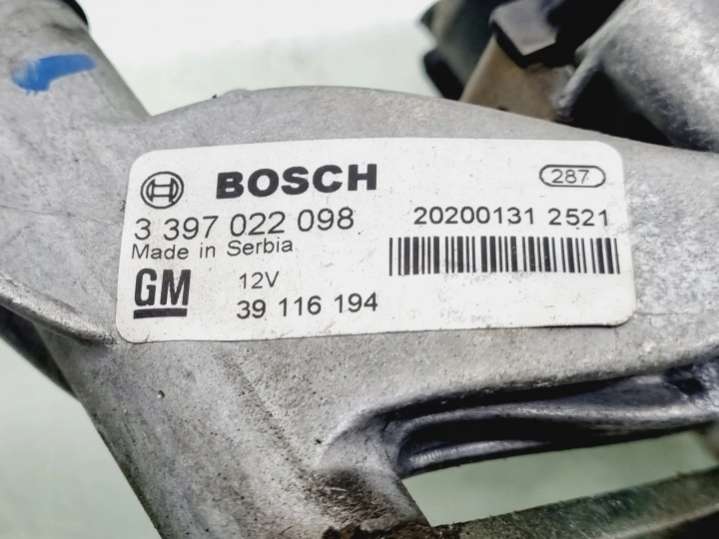 BOSCH 287
3 397 022 098 20200131 2521
Made in Serbia
GM 12V
39 116 194